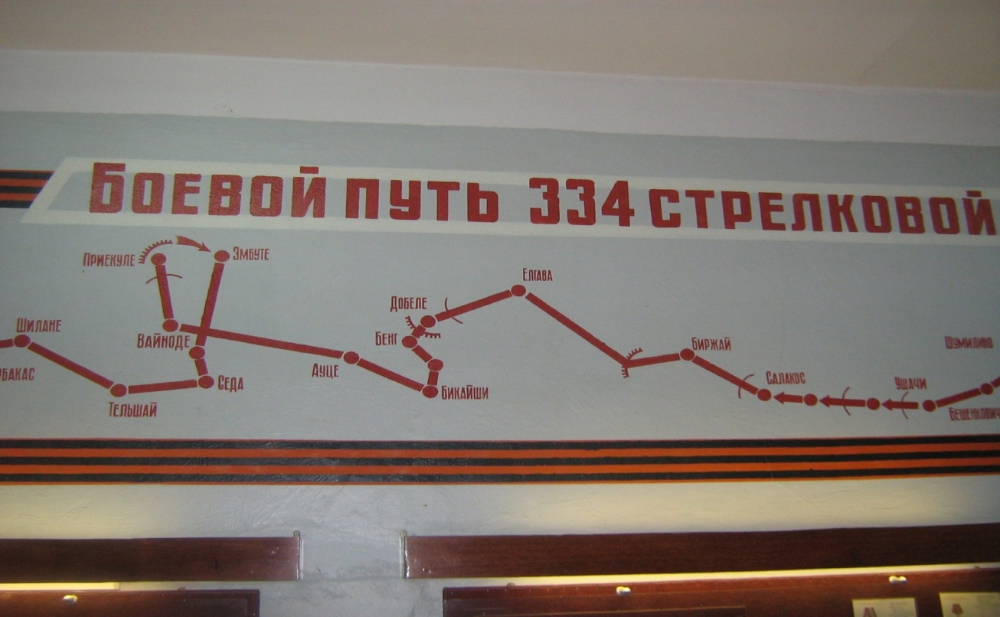 Боевой путь 334 стрелковой
Приекуле
Эмбуте
Елгава
Добеле
Шилане
Вайноде
Бенг
Биржай
Шумилино
Ауце
Седа
Бикайши
Салакос
Ушачи
Тельшай